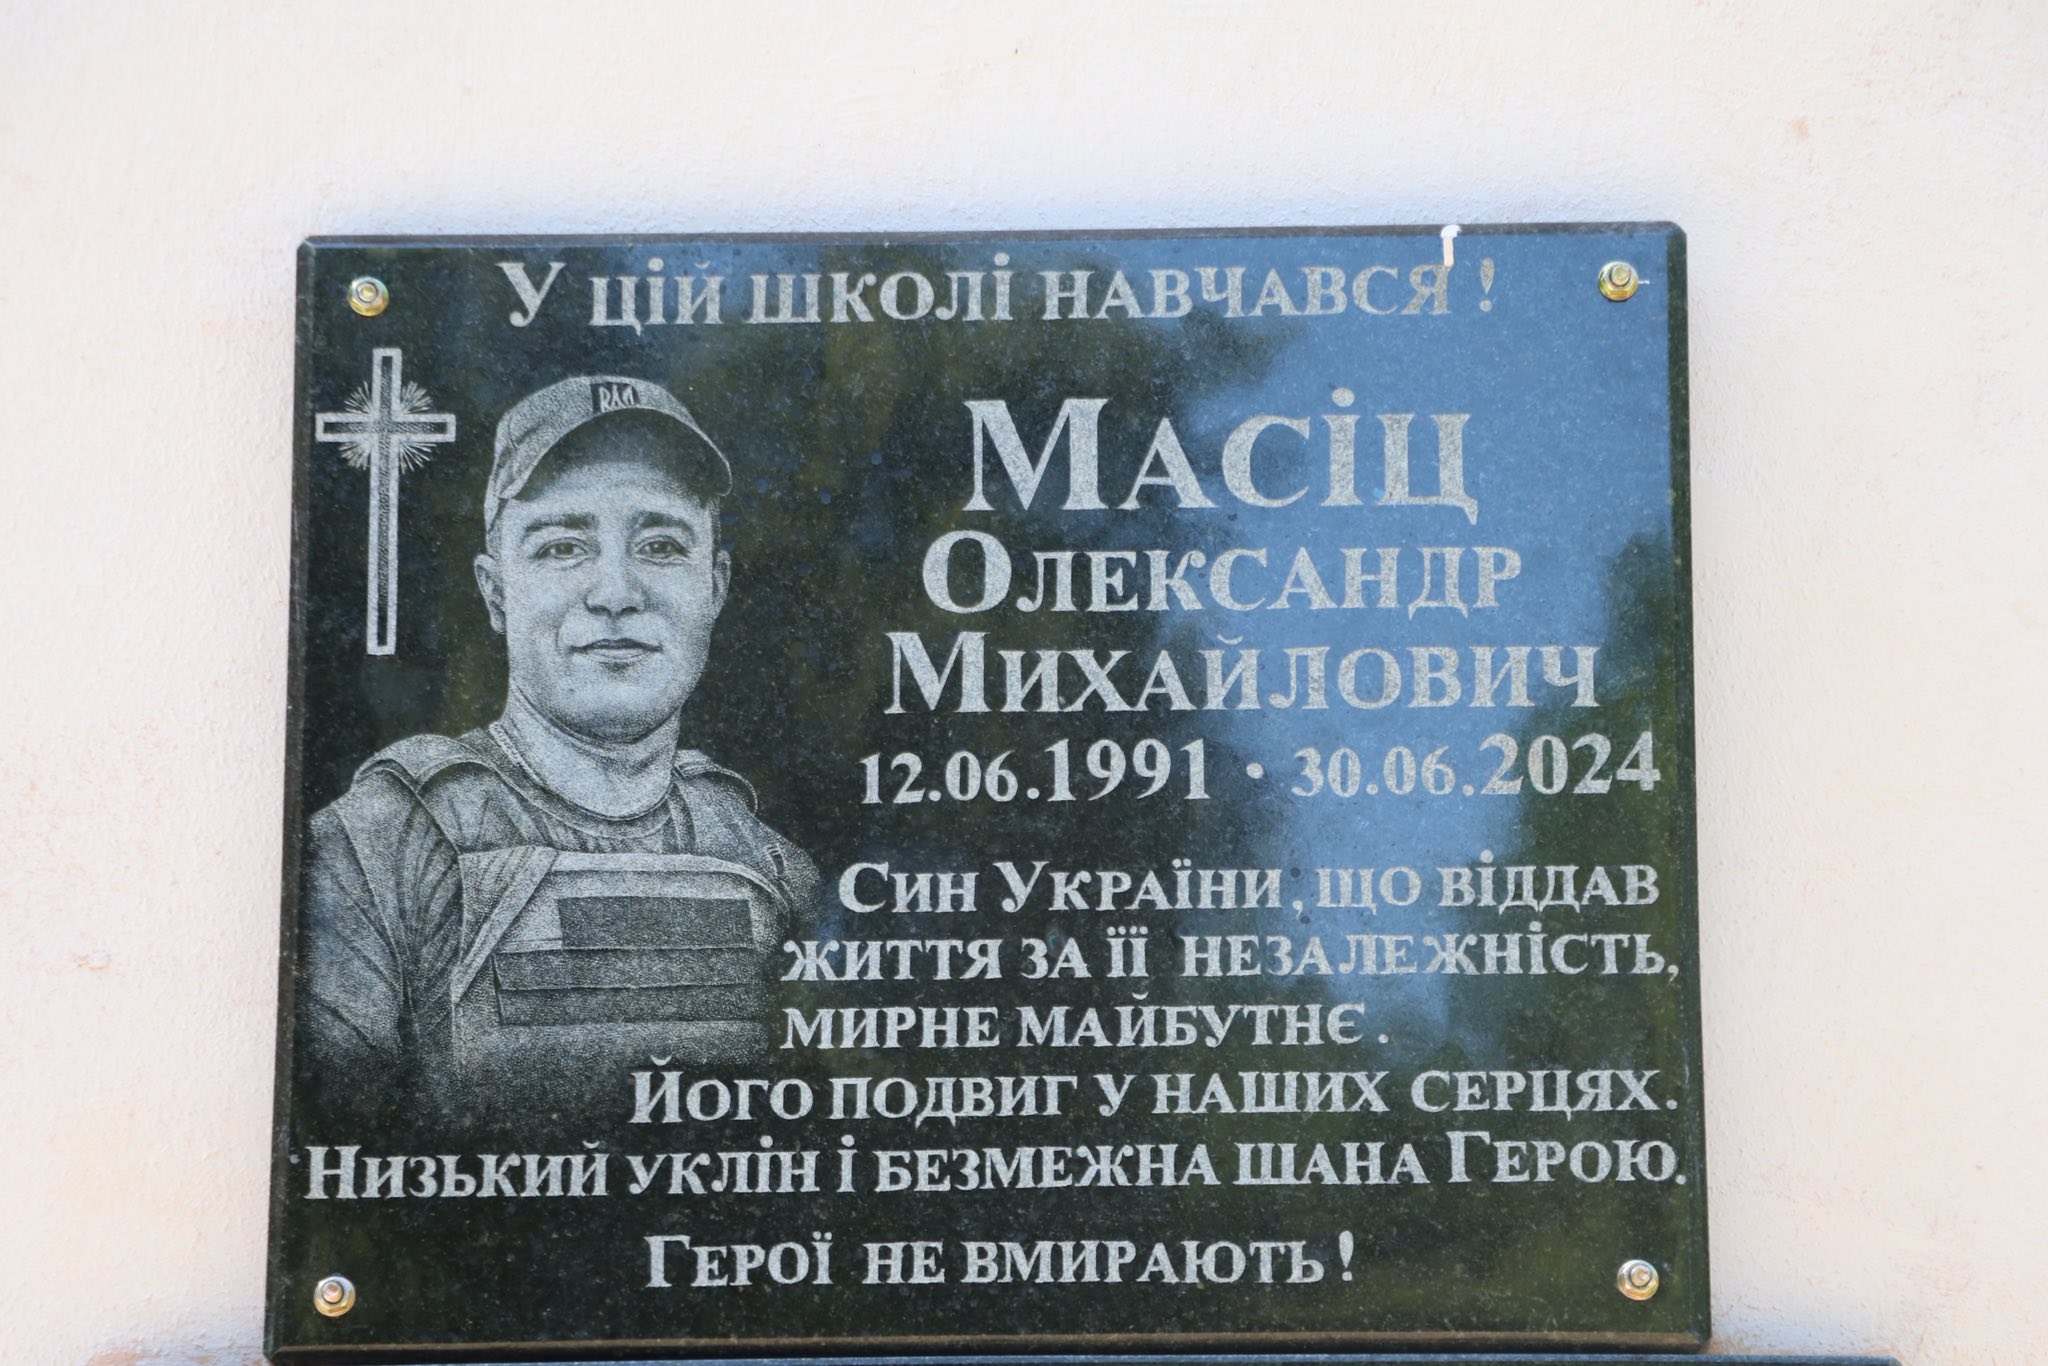 У цій школі навчався !
Масіц
Олександр
Михайлович
12.06.1991 · 30.06.2024
Син України, що віддав
життя за її незалежність,
мирне майбутнє.
Його подвиг у наших серцях.
Низький уклін і безмежна шана Герою.
Герої не вмирають!